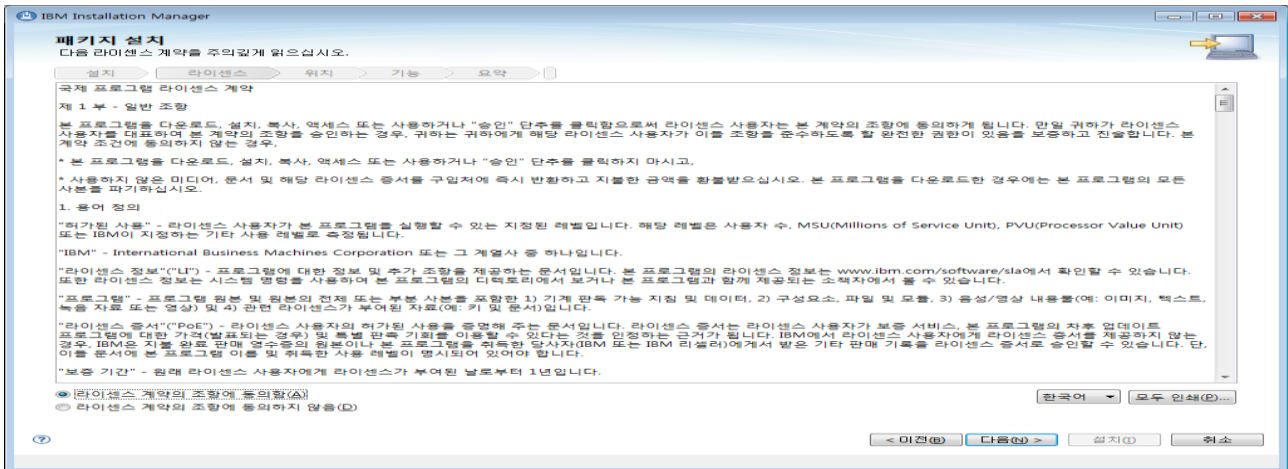 IBM Installation Manager
패키지 설치
다음 라이센스 계약을 주의깊게 읽으십시오.
설치 라이센스 위치 기능 요약
국제 프로그램 라이센스 계약
제 1 부 - 일반 조항
본 프로그램을 다운로드, 설치, 복사, 액세스 또는 사용하거나 "승인" 단추를 클릭함으로써 라이센스 사용자는 본 계약의 조항에 동의하게 됩니다. 만일 귀하가 라이센스
사용자를 대표하여 본 계약의 조항을 승인하는 경우, 귀하는 귀하에게 해당 라이센스 사용자가 이들 조항을 준수하도록 할 완전한 권한이 있음을 보증하고 진술합니다. 본
계약 조건에 동의하지 않는 경우,
* 본 프로그램을 다운로드, 설치, 복사, 액세스 또는 사용하거나 "승인" 단추를 클릭하지 마시고,
* 사용하지 않은 미디어, 문서 및 해당 라이센스 증서를 구입처에 즉시 반환하고 지불한 금액을 환불받으십시오. 본 프로그램을 다운로드한 경우에는 본 프로그램의 모든
사본을 파기하십시오.
1. 용어 정의
"허가된 사용" - 라이센스 사용자가 본 프로그램을 실행할 수 있는 지정된 레벨입니다. 해당 레벨은 사용자 수, MSU(Millions of Service Unit), PVU(Processor Value Unit)
또는 IBM이 지정하는 기타 사용 레벨로 측정됩니다.
"IBM" - International Business Machines Corporation 또는 그 계열사 중 하나입니다.
"라이센스 정보"("LI") - 프로그램에 대한 정보 및 추가 조항을 제공하는 문서입니다. 본 프로그램의 라이센스 정보는 www.ibm.com/software/sla에서 확인할 수 있습니다.
또한 라이센스 정보는 시스템 명령을 사용하여 본 프로그램의 디렉토리에서 보거나 본 프로그램과 함께 제공되는 소책자에서 볼 수 있습니다.
"프로그램" - 프로그램 원본 및 원본의 전체 또는 부분 사본을 포함한 1) 기계 판독 가능 지침 및 데이터, 2) 구성요소, 파일 및 모듈, 3) 음성/영상 내용물(예: 이미지, 텍스트,
녹음 자료 또는 영상) 및 4) 관련 라이센스가 부여된 자료(예: 키 및 문서)입니다.
"라이센스 증서"("PoE") - 라이센스 사용자의 허가된 사용을 증명해 주는 문서입니다. 라이센스 증서는 라이센스 사용자가 보증 서비스, 본 프로그램의 차후 업데이트
프로그램에 대한 가격(발표되는 경우) 및 특별 판촉 기회를 이용할 수 있다는 것을 인정하는 근거가 됩니다. IBM에서 라이센스 사용자에게 라이센스 증서를 제공하지 않는
경우, IBM은 지불 완료 판매 영수증의 원본이나 본 프로그램을 취득한 당사자(IBM 또는 IBM 리셀러)에게서 받은 기타 판매 기록을 라이센스 증서로 승인할 수 있습니다. 단,
이들 문서에 본 프로그램 이름 및 취득한 사용 레벨이 명시되어 있어야 합니다.
"보증 기간" - 원래 라이센스 사용자에게 라이센스가 부여된 날로부터 1년입니다.
라이센스 계약의 조항에 동의함(A)
한국어 모두 인쇄(P)...
라이센스 계약의 조항에 동의하지 않음(D)
< 이전(B) 다음(N) > 설치(I) 취소